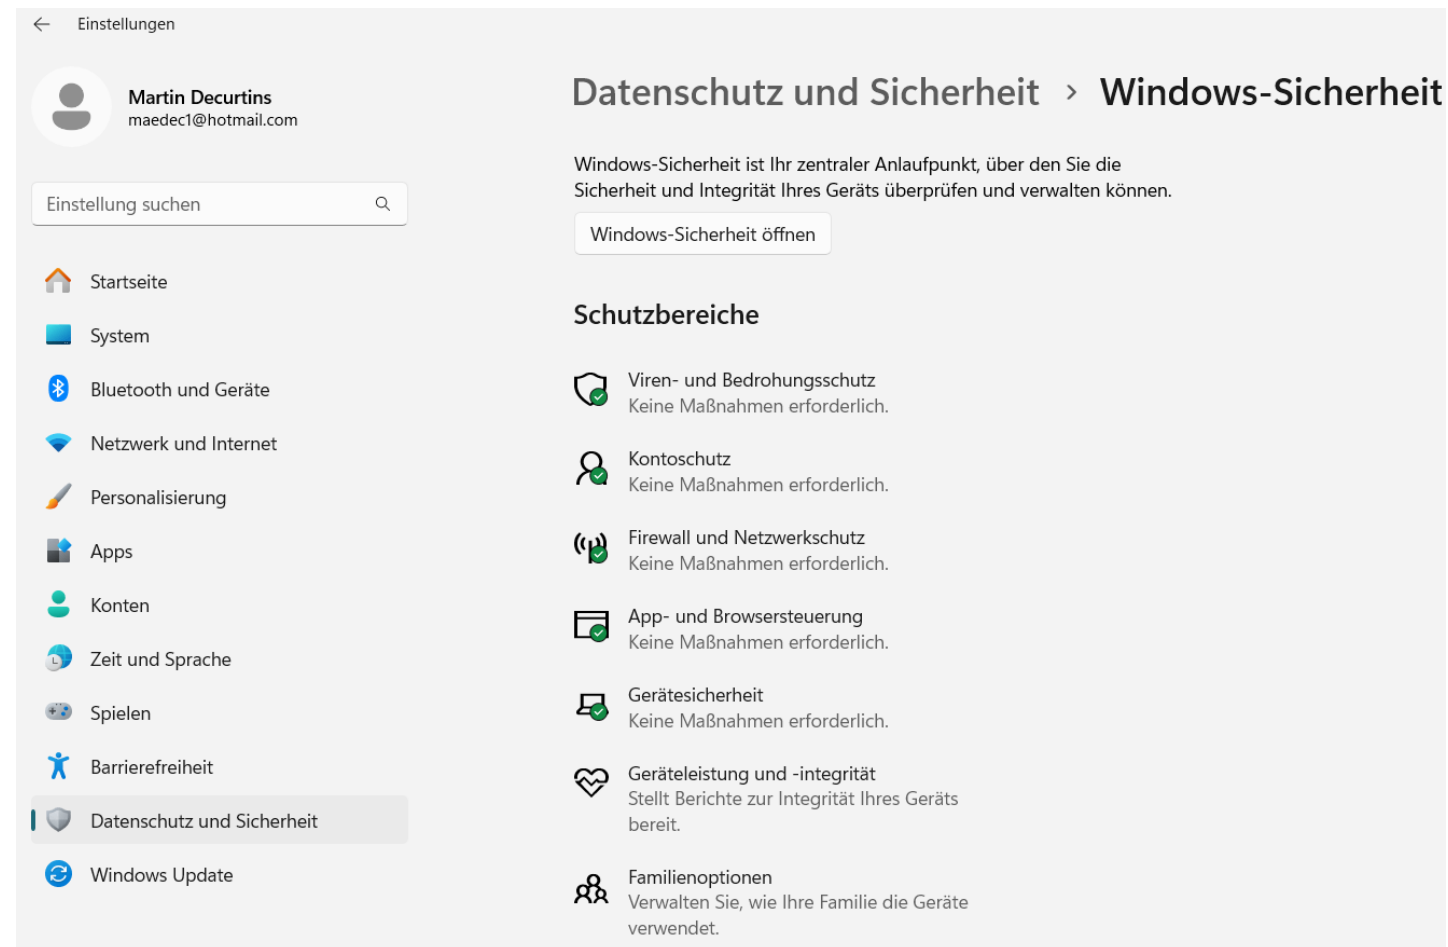 Einstellungen
Martin Decurtins
maedec1@hotmail.com
Einstellung suchen
Startseite
System
Bluetooth und Geräte
Netzwerk und Internet
Personalisierung
Apps
Konten
Zeit und Sprache
Spielen
Barrierefreiheit
Datenschutz und Sicherheit
Windows Update
Datenschutz und Sicherheit > Windows-Sicherheit
Windows-Sicherheit ist Ihr zentraler Anlaufpunkt, über den Sie die
Sicherheit und Integrität Ihres Geräts überprüfen und verwalten können.
Windows-Sicherheit öffnen
Schutzbereiche
Viren- und Bedrohungsschutz
Keine Maßnahmen erforderlich.
Kontoschutz
Keine Maßnahmen erforderlich.
Firewall und Netzwerkschutz
Keine Maßnahmen erforderlich.
App- und Browsersteuerung
Keine Maßnahmen erforderlich.
Gerätesicherheit
Keine Maßnahmen erforderlich.
Geräteleistung und -integrität
Stellt Berichte zur Integrität Ihres Geräts
bereit.
Familienoptionen
Verwalten Sie, wie Ihre Familie die Geräte
verwendet.